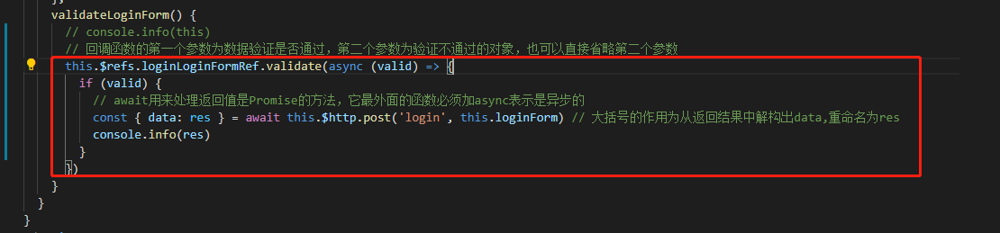 validateLoginForm() {
// console.info(this)
// 回调函数的第一个参数为数据验证是否通过，第二个参数为验证不通过的对象，也可以直接省略第二个参数
this.$refs.loginLoginFormRef.validate(async (valid) => {
if (valid) {
// await用来处理返回值是Promise的方法，它最外面的函数必须加async表示是异步的
const { data: res } = await this.$http.post('login', this.loginForm) // 大括号的作用为从返回结果中解构出data,重命名为res
console.info(res)
}
})
}
}
}